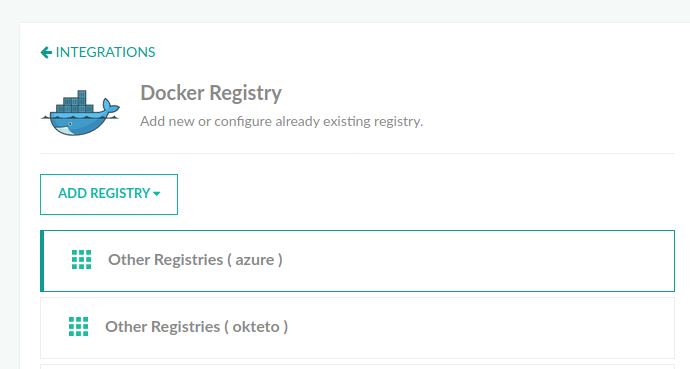 INTEGRATIONS
Docker Registry
Add new or configure already existing registry.
ADD REGISTRY
Other Registries ( azure )
Other Registries ( okteto )